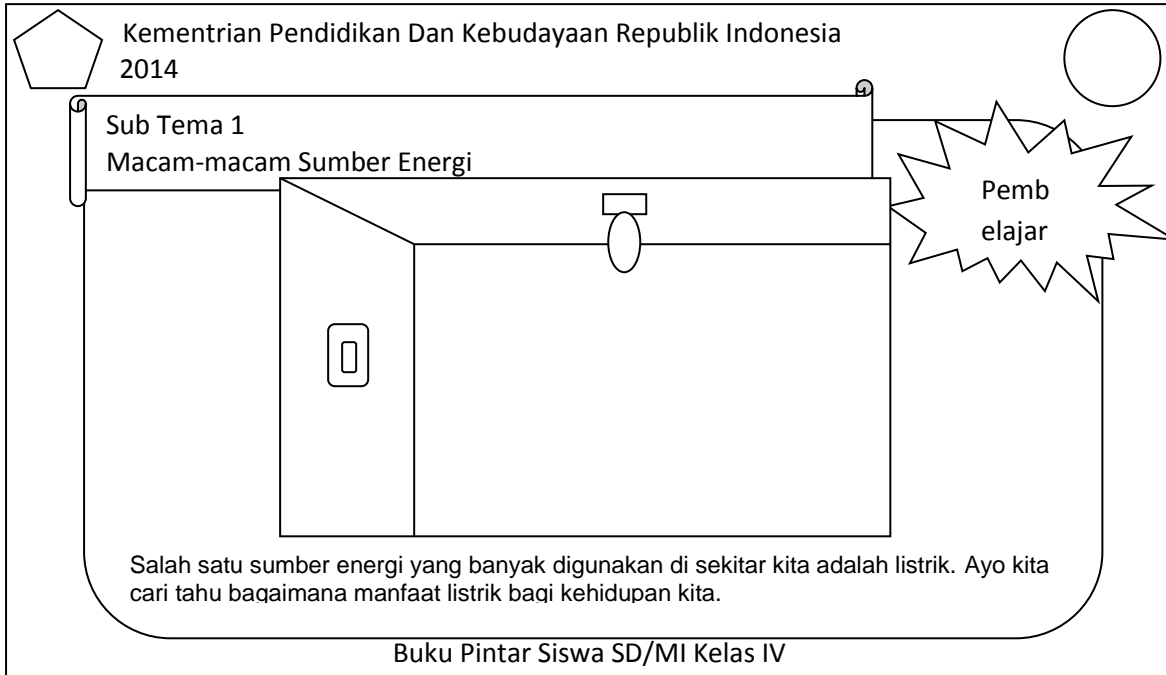 Kementrian Pendidikan Dan Kebudayaan Republik Indonesia
2014
Sub Tema 1
Macam-macam Sumber Energi
Pemb
elajar
Salah satu sumber energi yang banyak digunakan di sekitar kita adalah listrik. Ayo kita
cari tahu bagaimana manfaat listrik bagi kehidupan kita.
Buku Pintar Siswa SD/MI Kelas IV